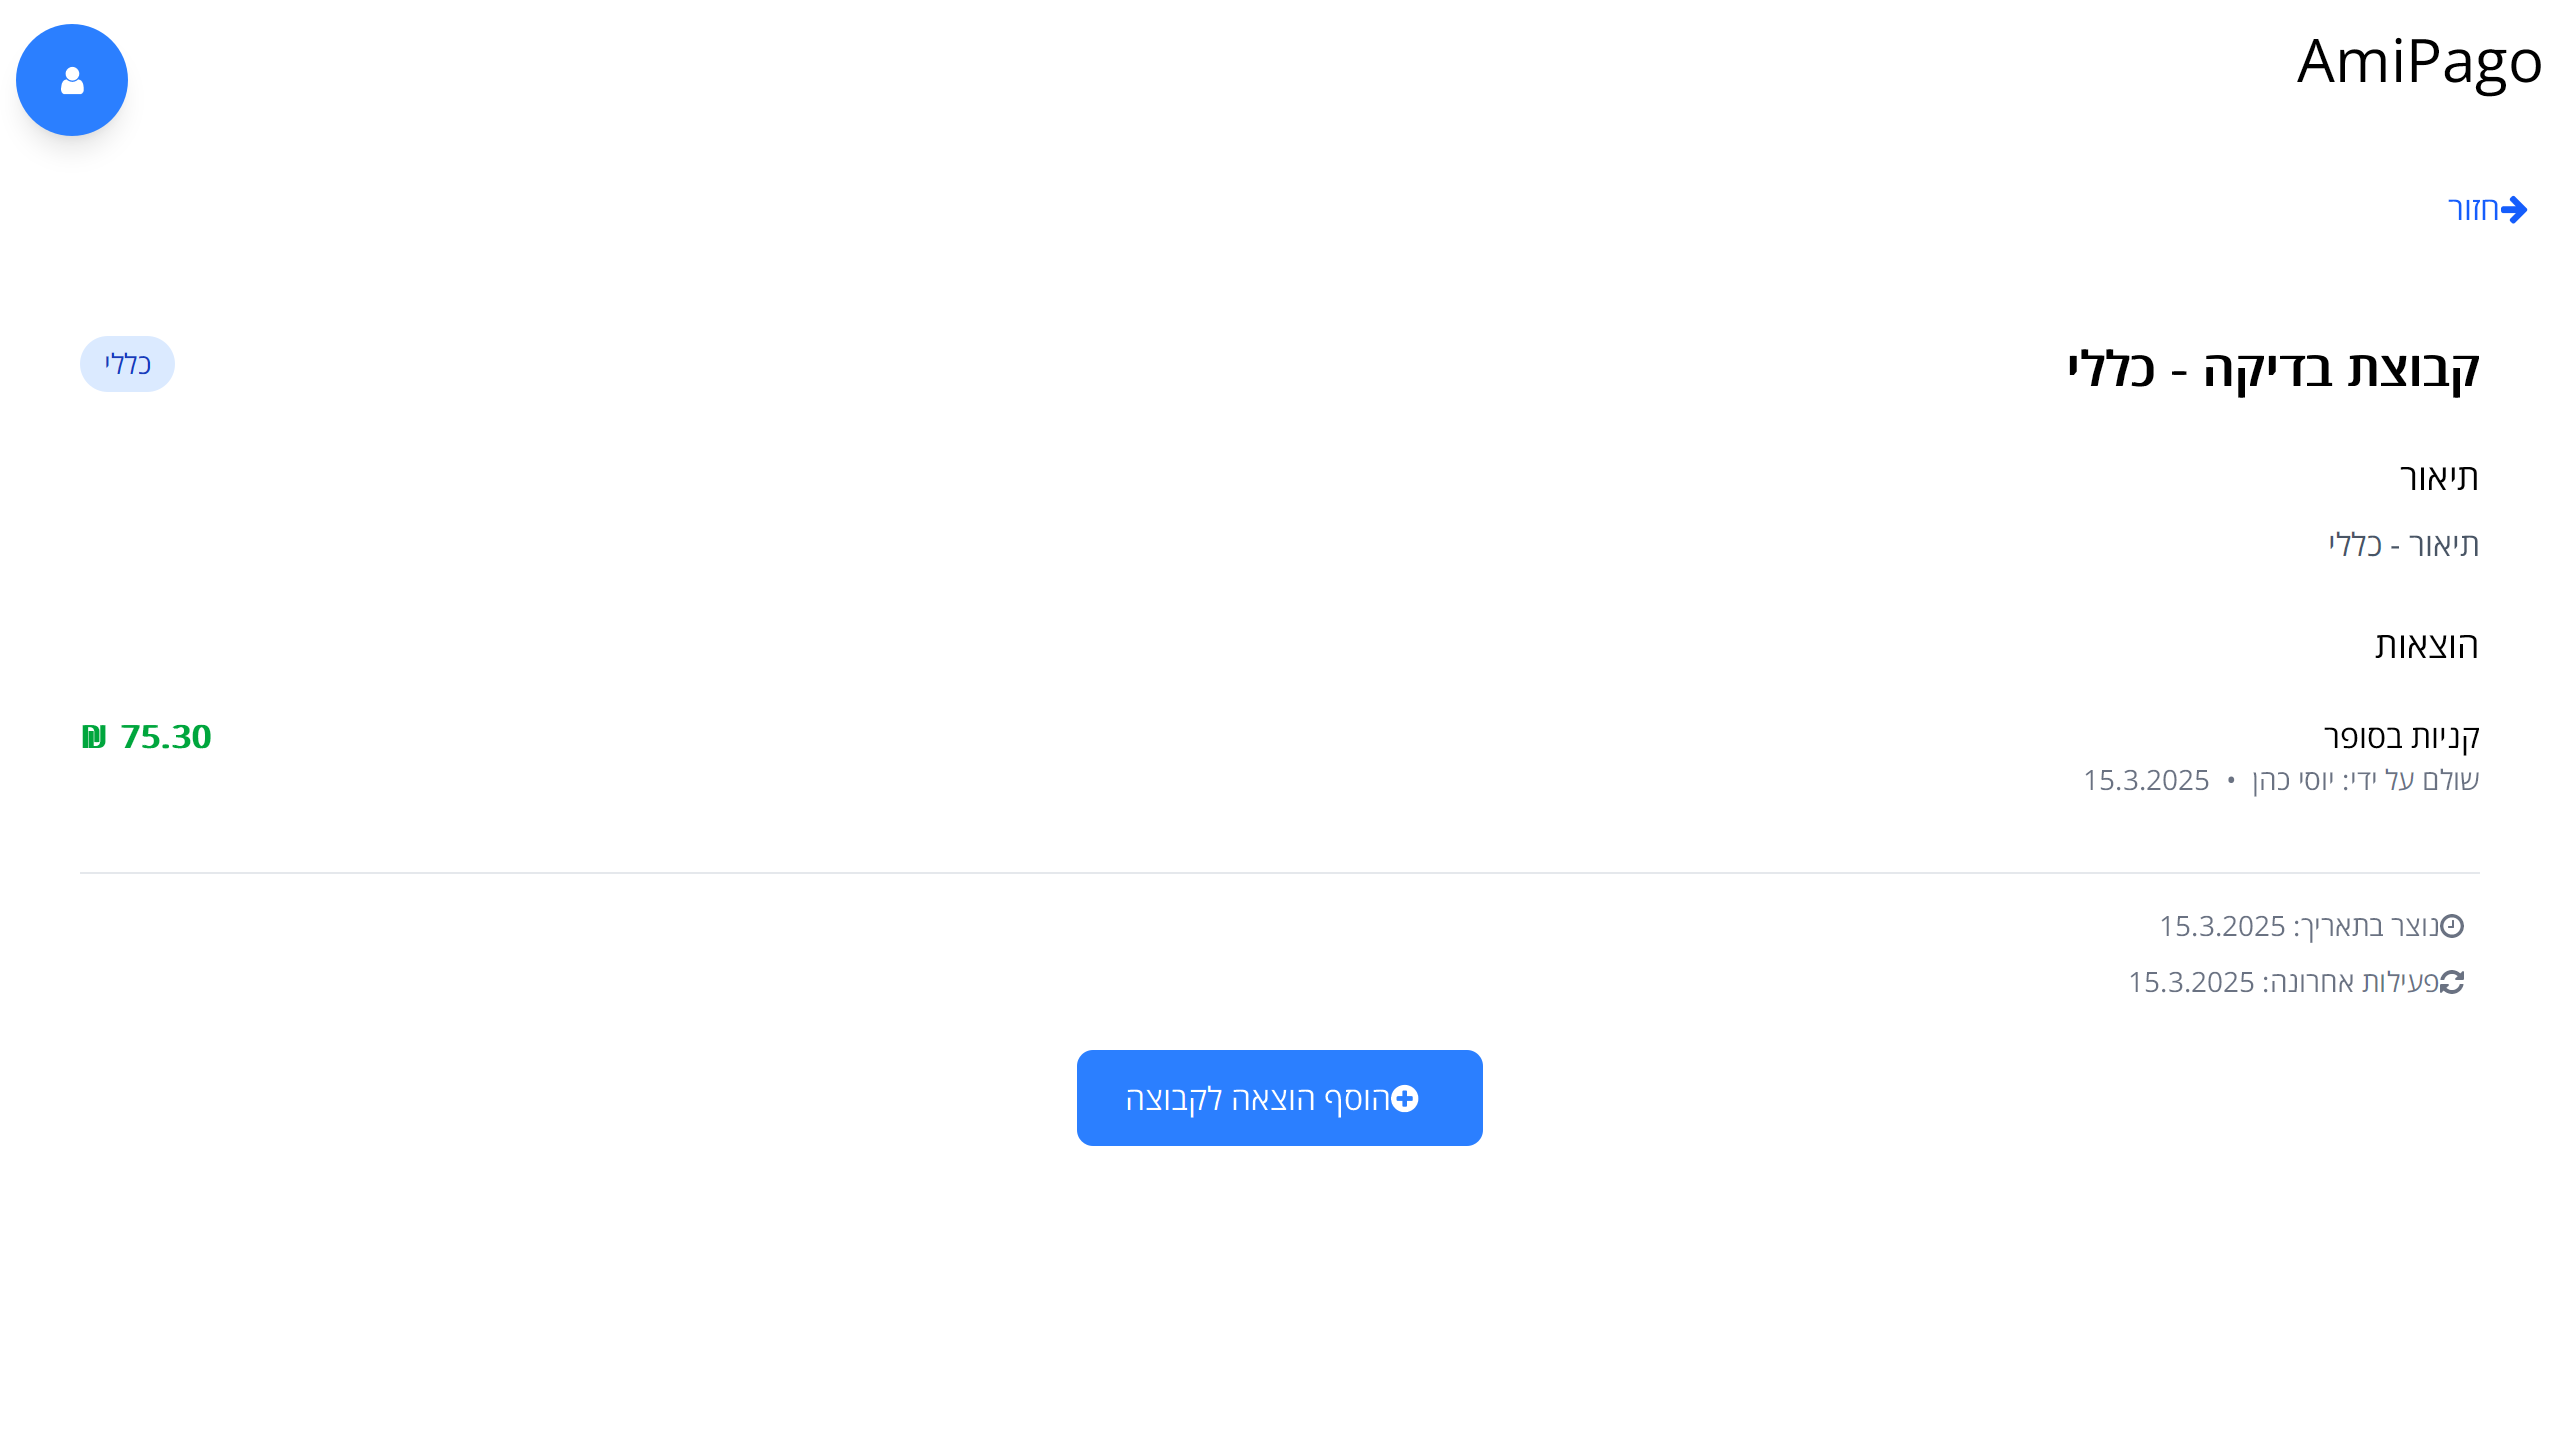 AmiPago
חזור
קבוצת בדיקה - כללי
כללי
תיאור
תיאור - כללי
הוצאות
קניות בסופר
75.30 ₪
שולם על ידי: יוסי כהן • 15.3.2025
נוצר בתאריך: 15.3.2025
פעילות אחרונה: 15.3.2025
הוסף הוצאה לקבוצה